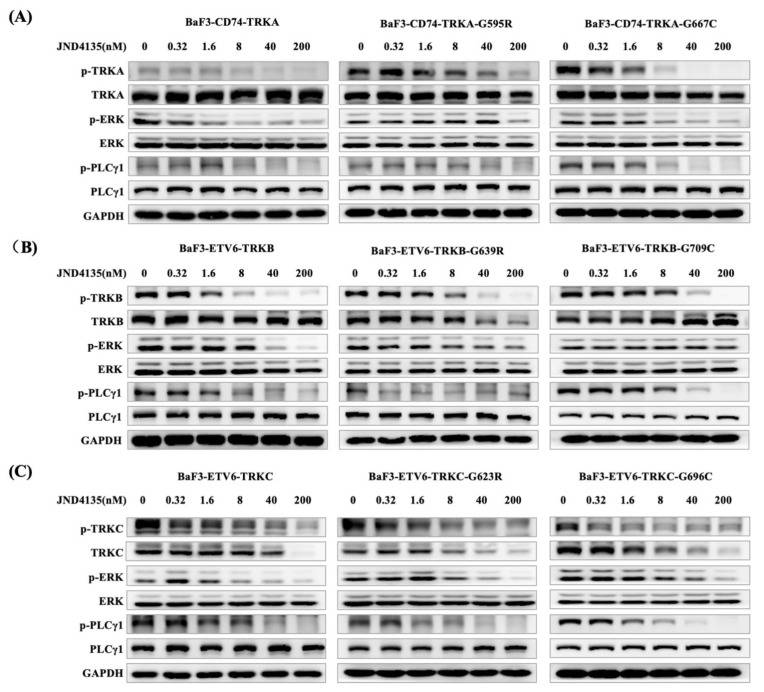 (A)
BaF3-CD74-TRKA BaF3-CD74-TRKA-G595R BaF3-CD74-TRKA-G667C
JND4135(nM) 0 0.32 1.6 8 40 200 0 0.32 1.6 8 40 200 0 0.32 1.6 8 40 200
p-TRKA
TRKA
p-ERK
ERK
p-PLCγ1
PLCγ1
GAPDH
(B)
BaF3-ETV6-TRKB BaF3-ETV6-TRKB-G639R BaF3-ETV6-TRKB-G709C
JND4135(nM) 0 0.32 1.6 8 40 200 0 0.32 1.6 8 40 200 0 0.32 1.6 8 40 200
p-TRKB
TRKB
p-ERK
ERK
p-PLCγ1
PLCγ1
GAPDH
(C)
BaF3-ETV6-TRKC BaF3-ETV6-TRKC-G623R BaF3-ETV6-TRKC-G696C
JND4135(nM) 0 0.32 1.6 8 40 200 0 0.32 1.6 8 40 200 0 0.32 1.6 8 40 200
p-TRKC
TRKC
p-ERK
ERK
p-PLCγ1
PLCγ1
GAPDH